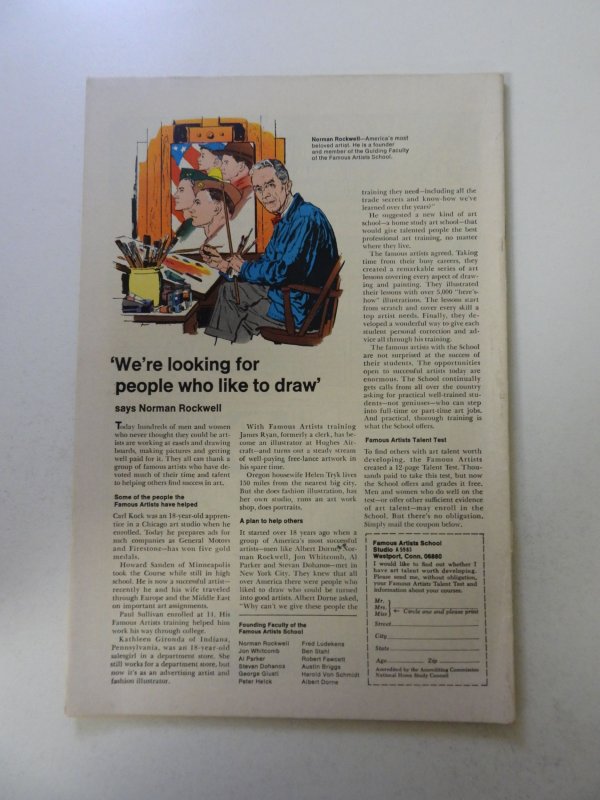 Norman Rockwell—America's most
beloved artist. He is a founder
and member of the Guiding Faculty
of the Famous Artists School.
'We're looking for
people who like to draw'
says Norman Rockwell
Today hundreds of men and women
who never thought they could be art-
ists are working at easels and drawing
boards, making pictures and getting
well paid for it. They all can thank a
group of famous artists who have de-
voted much of their time and talent
to helping others find success in art.
Some of the people the
Famous Artists have helped
Carl Kock was an 18-year-old appren-
tice in a Chicago art studio when he
enrolled. Today he prepares ads for
such companies as General Motors
and Firestone—has won five gold
medals.
Howard Sanden of Minneapolis
took the Course while still in high
school. He is now a successful artist—
recently he and his wife traveled
through Europe and the Middle East
on important art assignments.
Paul Sullivan enrolled at 14. His
Famous Artists training helped him
work his way through college.
Kathleen Gironda of Indiana,
Pennsylvania, was an 18-year-old
salesgirl in a department store. She
still works for a department store, but
now it's as an advertising artist and
fashion illustrator.
With Famous Artists training
James Ryan, formerly a clerk, has be-
come an illustrator at Hughes Air-
craft—and turns out a steady stream
of well-paying free-lance artwork in
his spare time.
Oregon housewife Helen Tryk lives
150 miles from the nearest big city.
But she does fashion illustration, has
her own studio, runs an art work
shop, does portraits.
A plan to help others
It started over 18 years ago when a
group of America's most successful
artists—men like Albert Dorne, Nor-
man Rockwell, Jon Whitcomb, Al
Parker and Stevan Dohanos—met in
New York City. They knew that all
over America there were people who
liked to draw who could be turned
into good artists. Albert Dorne asked,
"Why can't we give these people the
Founding Faculty of the
Famous Artists School
Norman Rockwell
Jon Whitcomb
Al Parker
Stevan Dohanos
George Giusti
Peter Helck
Fred Ludekens
Ben Stahl
Robert Fawcett
Austin Briggs
Harold Von Schmidt
Albert Dorne
training they need—including all the
trade secrets and know-how we've
learned over the years?"
He suggested a new kind of art
school—a home study art school—that
would give talented people the best
professional art training, no matter
where they live.
The famous artists agreed. Taking
time from their busy careers, they
created a remarkable series of art
lessons covering every aspect of draw-
ing and painting. They illustrated
their lessons with over 5,000 "here's-
how" illustrations. The lessons start
from scratch and cover every skill a
top artist needs. Finally, they de-
veloped a wonderful way to give each
student personal correction and ad-
vice all through his training.
The famous artists with the School
are not surprised at the success of
their students. The opportunities
open to successful artists today are
enormous. The School continually
gets calls from all over the country
asking for practical well-trained stu-
dents—not geniuses—who can step
into full-time or part-time art jobs.
And practical, thorough training is
what the School offers.
Famous Artists Talent Test
To find others with art talent worth
developing, the Famous Artists
created a 12-page Talent Test. Thou-
sands paid to take this test, but now
the School offers and grades it free.
Men and women who do well on the
test—or offer other sufficient evidence
of art talent—may enroll in the
School. But there's no obligation.
Simply mail the coupon below.
Famous Artists School
Studio A 5983
Westport, Conn. 06880
I would like to find out whether I
have art talent worth developing.
Please send me, without obligation,
your Famous Artists Talent Test and
information about your courses.
Mr.
Mrs.
Miss
← Circle one and please print
Street
City
State
Age Zip
Accredited by the Accrediting Commission
National Home Study Council